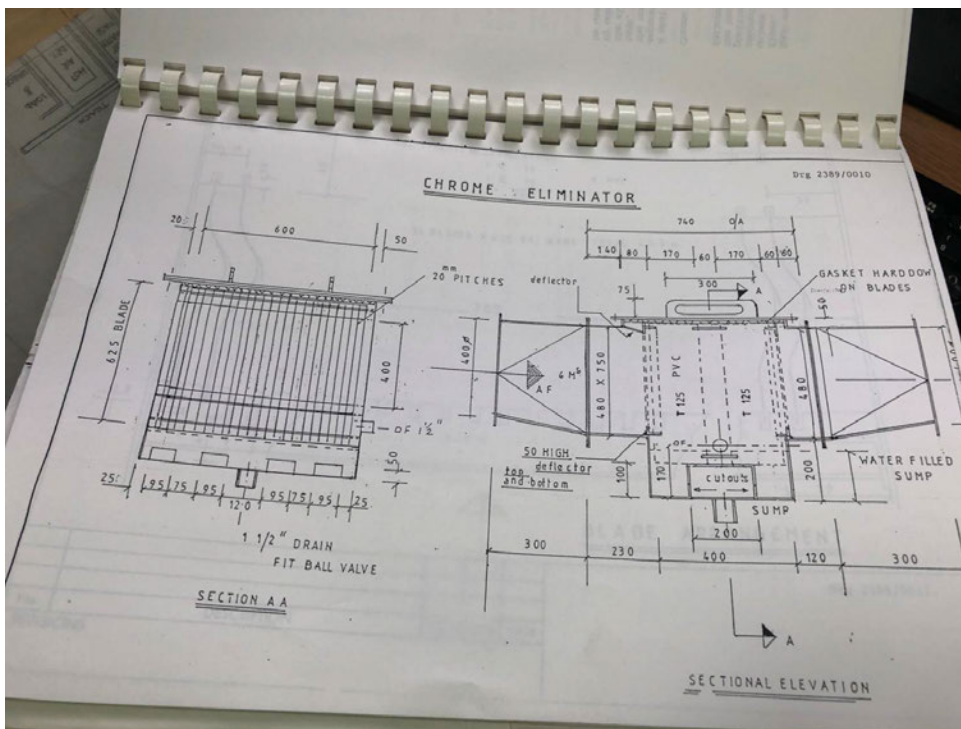 Drg 2389/0010
CHROME ELIMINATOR
20
600
50
mm
20 PITCHES
625 BLADE
400
OF 1½"
50
25
95 75 95 120 95 75 95 25
1 1/2" DRAIN
FIT BALL VALVE
SECTION AA
740 O/A
140 80 170 60 170 60 60
300
A
deflector
75
GASKET HARDDOW
ON BLADES
50
400ø
AF
480 X 750
T 125 PVC
T 125
480
50 HIGH
deflector
top
and bottom
100
170
OF
cutouts
200
WATER FILLED
SUMP
SUMP
200
300 230 400 120 300
A
SECTIONAL ELEVATION